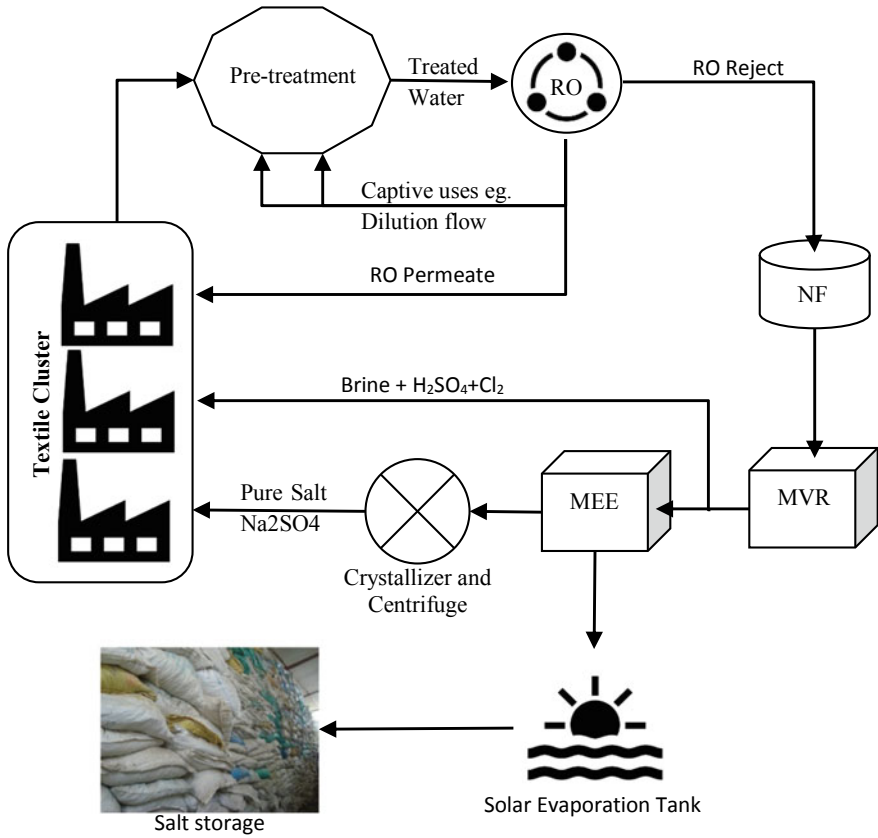 Pre-treatment
Treated
Water
RO
RO Reject
Captive uses eg.
Dilution flow
RO Permeate
NF
Textile Cluster
Brine + H₂SO₄+Cl₂
MVR
MEE
Pure Salt
Na2SO4
Crystallizer and
Centrifuge
Solar Evaporation Tank
Salt storage